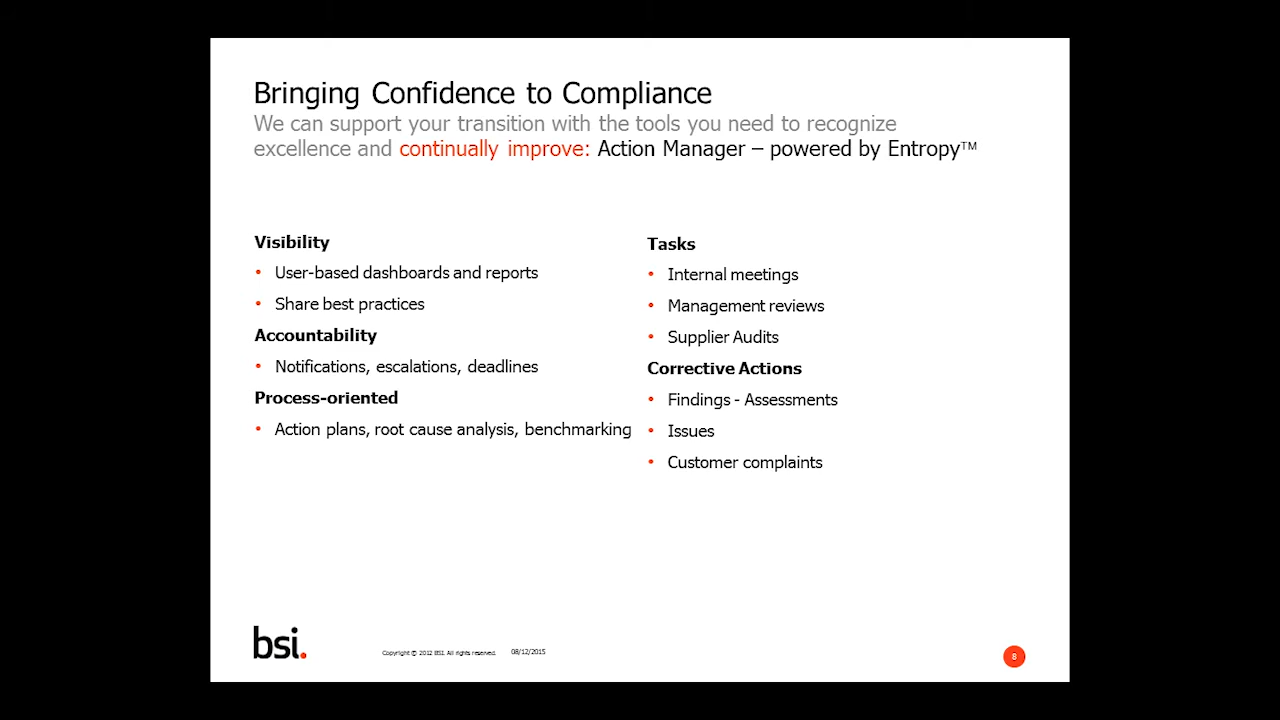 Bringing Confidence to Compliance
We can support your transition with the tools you need to recognize
excellence and continually improve: Action Manager – powered by Entropy™
Visibility
• User-based dashboards and reports
• Share best practices
Accountability
• Notifications, escalations, deadlines
Process-oriented
• Action plans, root cause analysis, benchmarking
Tasks
• Internal meetings
• Management reviews
• Supplier Audits
Corrective Actions
• Findings - Assessments
• Issues
• Customer complaints
bsi.
Copyright © 2012 BSI. All rights reserved.
08/12/2015
8